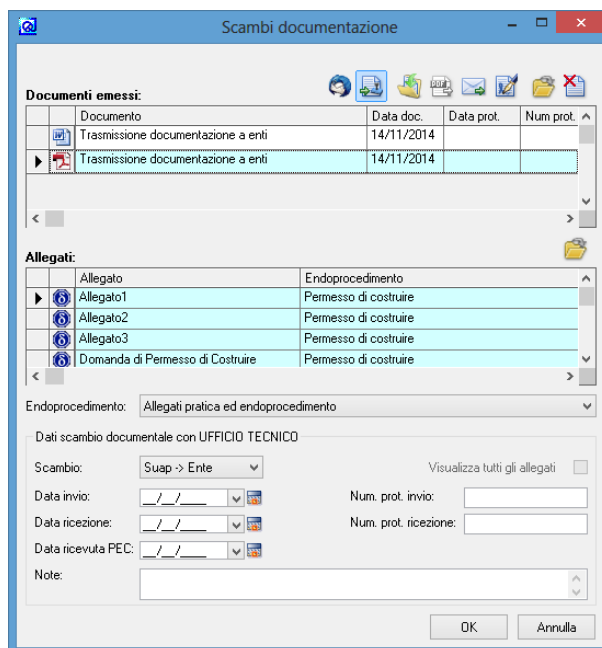 Scambi documentazione
Documenti emessi:
Documento Data doc. Data prot. Num prot.
Trasmissione documentazione a enti 14/11/2014
Trasmissione documentazione a enti 14/11/2014
Allegati:
Allegato Endoprocedimento
Allegato1 Permesso di costruire
Allegato2 Permesso di costruire
Allegato3 Permesso di costruire
Domanda di Permesso di Costruire Permesso di costruire
Endoprocedimento: Allegati pratica ed endoprocedimento
Dati scambio documentale con UFFICIO TECNICO
Scambio: Suap -> Ente Visualizza tutti gli allegati
Data invio: __/__/____ Num. prot. invio:
Data ricezione: __/__/____ Num. prot. ricezione:
Data ricevuta PEC: __/__/____
Note:
OK Annulla